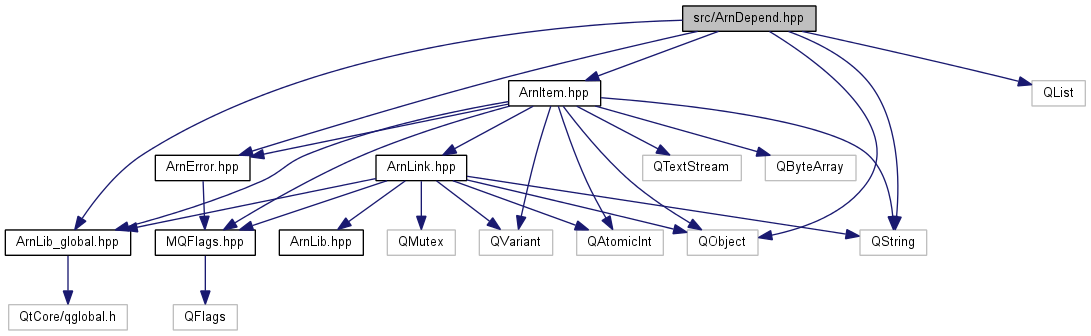 src/ArnDepend.hpp
ArnItem.hpp
QList
ArnError.hpp
ArnLink.hpp
QTextStream
QByteArray
ArnLib_global.hpp
MQFlags.hpp
ArnLib.hpp
QMutex
QVariant
QAtomicInt
QObject
QString
QtCore/qglobal.h
QFlags